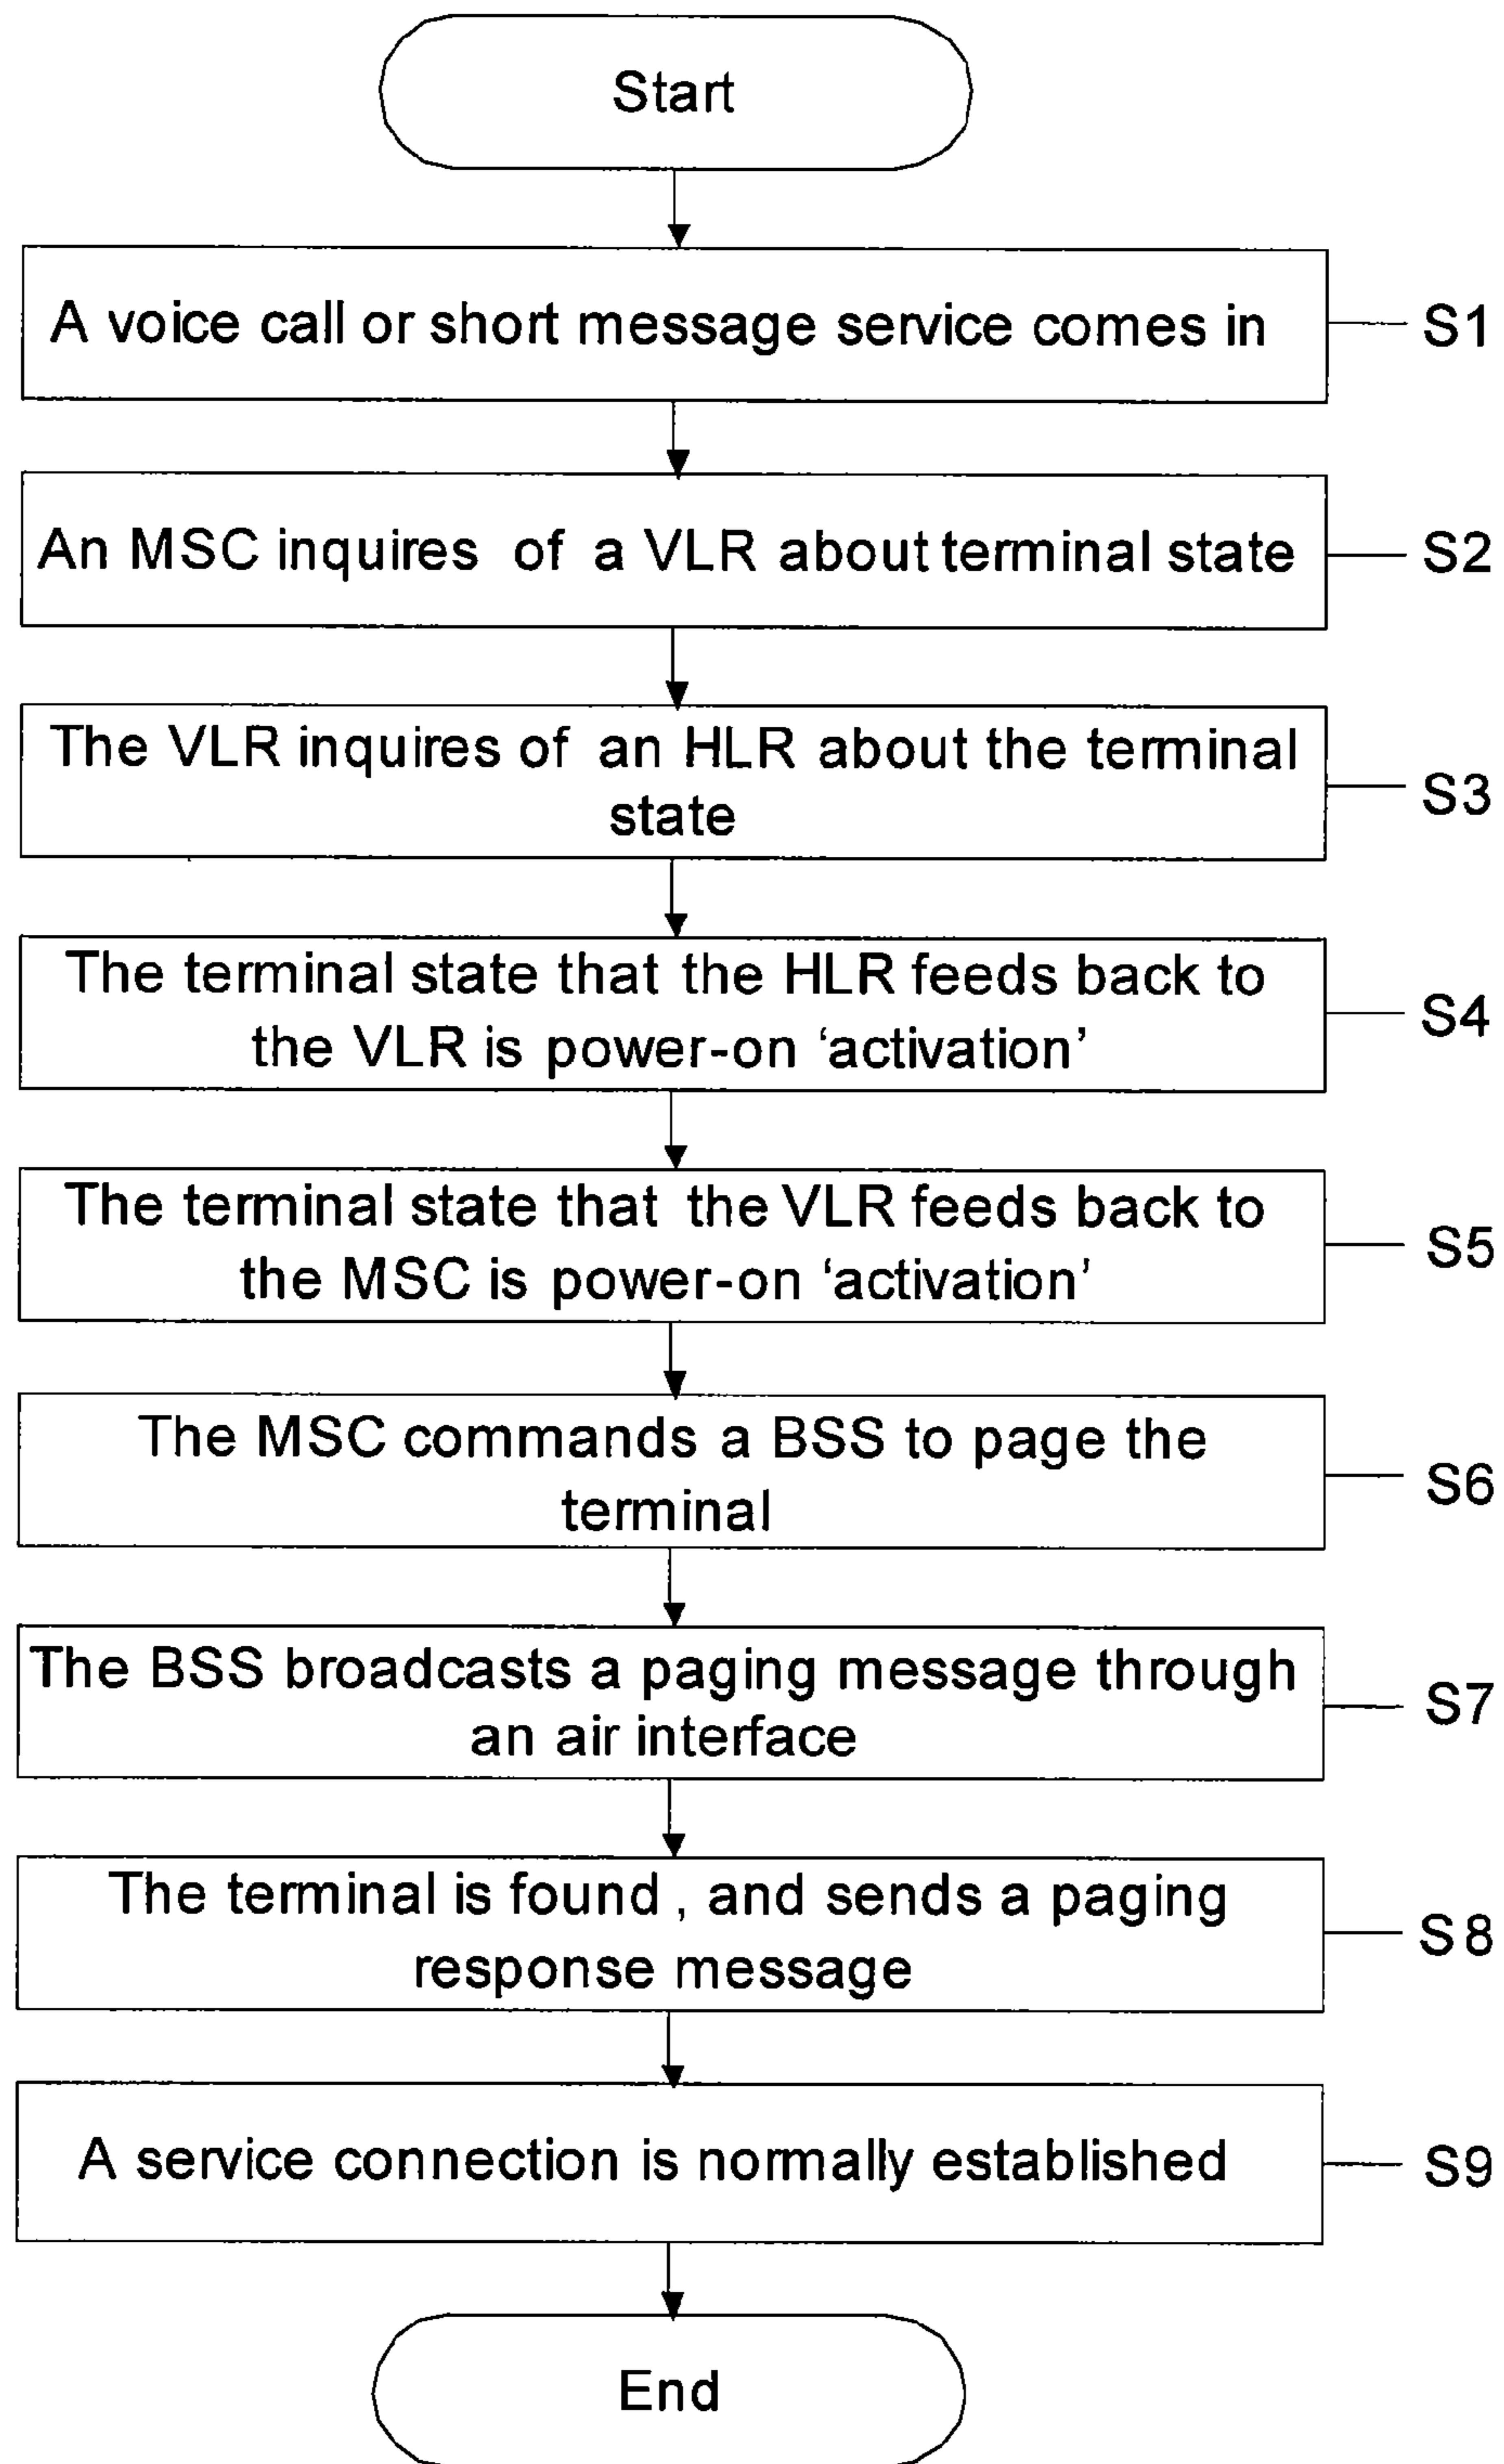 Start
A voice call or short message service comes in
S1
An MSC inquires of a VLR about terminal state
S2
The VLR inquires of an HLR about the terminal
state
S3
The terminal state that the HLR feeds back to
the VLR is power-on ‘activation’
S4
The terminal state that the VLR feeds back to
the MSC is power-on ‘activation’
S5
The MSC commands a BSS to page the
terminal
S6
The BSS broadcasts a paging message through
an air interface
S7
The terminal is found , and sends a paging
response message
S8
A service connection is normally established
S9
End